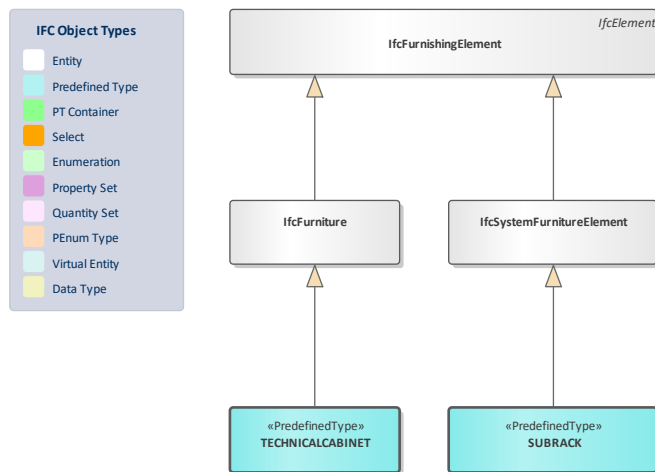 IFC Object Types
Entity
Predefined Type
PT Container
Select
Enumeration
Property Set
Quantity Set
PEnum Type
Virtual Entity
Data Type
IfcElement
IfcFurnishingElement
IfcFurniture
IfcSystemFurnitureElement
«PredefinedType»
TECHNICALCABINET
«PredefinedType»
SUBRACK